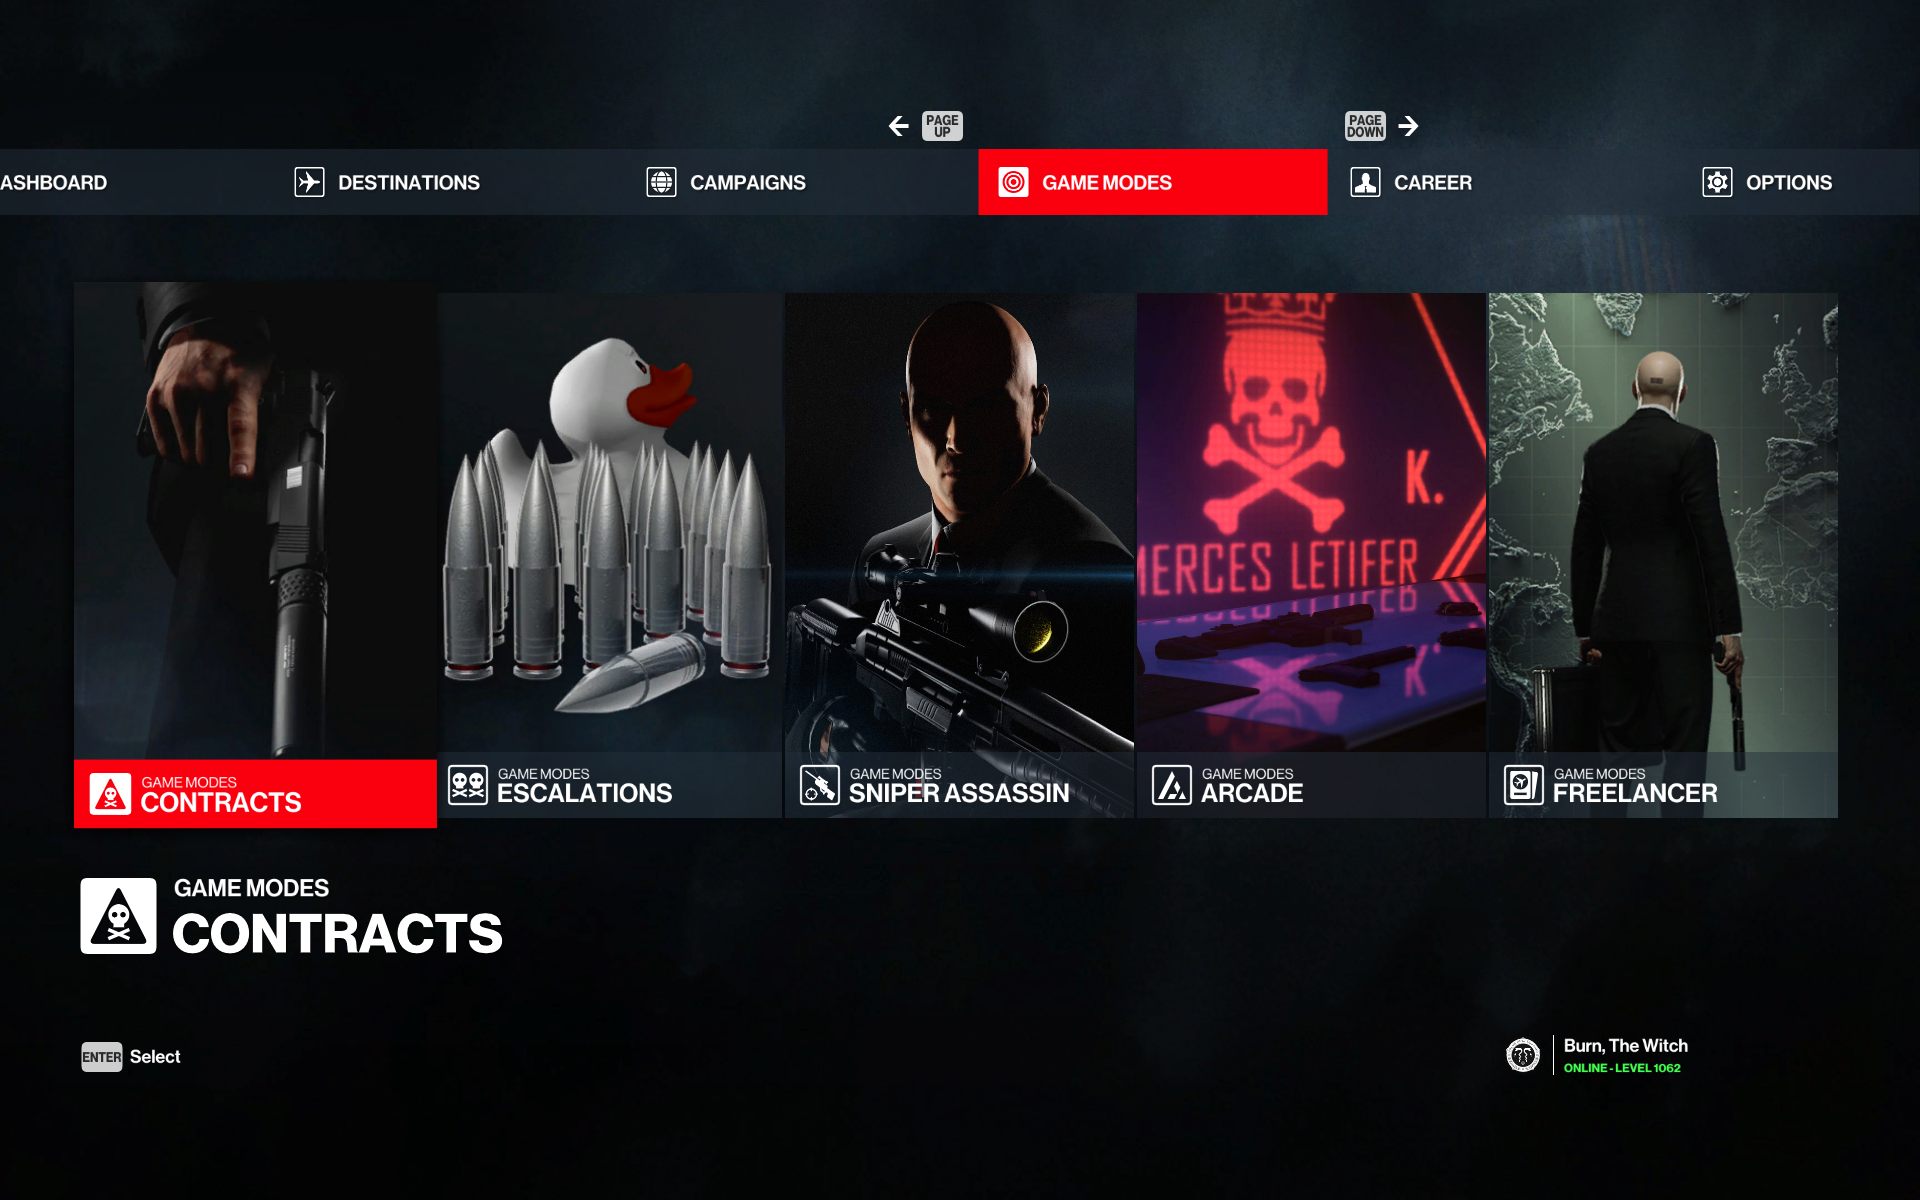 PAGE UP
PAGE DOWN
ASHBOARD
DESTINATIONS
CAMPAIGNS
GAME MODES
CAREER
OPTIONS
K.
MERCES LETIFER
GAME MODES
CONTRACTS
GAME MODES
ESCALATIONS
GAME MODES
SNIPER ASSASSIN
GAME MODES
ARCADE
GAME MODES
FREELANCER
GAME MODES
CONTRACTS
ENTER Select
Burn, The Witch
ONLINE - LEVEL 1062